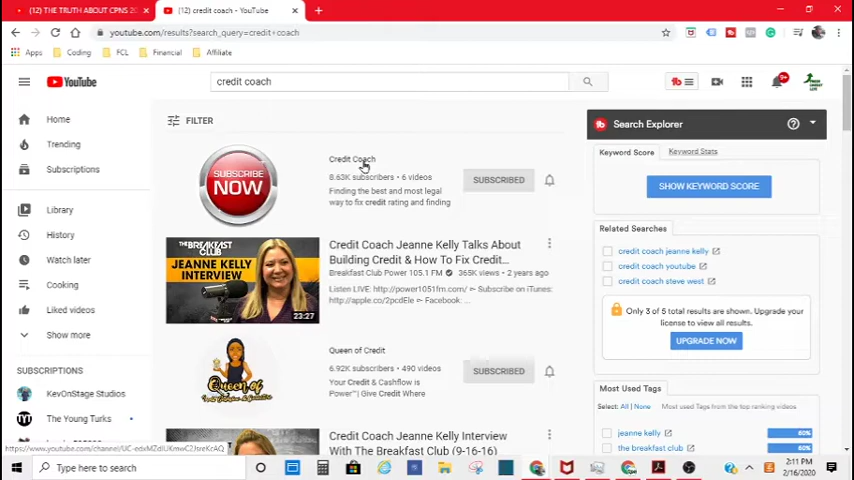 (12) THE TRUTH ABOUT CPNS
(12) credit coach - YouTube
youtube.com/results?search_query=credit+coach
Apps
Coding
FCL
Financial
Affiliate
YouTube
credit coach
9+
Home
Trending
Subscriptions
Library
History
Watch later
Cooking
Liked videos
Show more
SUBSCRIPTIONS
KevOnStage Studios
TYT
The Young Turks
FILTER
SUBSCRIBE
NOW
Credit Coach
8.63K subscribers • 6 videos
Finding the best and most legal
way to fix credit rating and finding
SUBSCRIBED
THE BREAKFAST
CLUB
JEANNE KELLY
INTERVIEW
23:27
Credit Coach Jeanne Kelly Talks About
Building Credit & How To Fix Credit...
Breakfast Club Power 105.1 FM 365K views • 2 years ago
Listen LIVE: http://power1051fm.com/ ► Subscribe on iTunes:
http://apple.co/2pcdEle ► Facebook: ...
Queen of
Queen of Credit
6.92K subscribers • 490 videos
Your Credit & Cashflow is
Power™| Give Credit Where
SUBSCRIBED
Credit Coach Jeanne Kelly Interview
With The Breakfast Club (9-16-16)
Search Explorer
Keyword Score
Keyword Stats
SHOW KEYWORD SCORE
Related Searches
credit coach jeanne kelly
credit coach youtube
credit coach steve west
Only 3 of 5 total results are shown. Upgrade your
license to view all results.
UPGRADE NOW
Most Used Tags
Select: All | None
Most used Tags from the top ranking videos
jeanne kelly
60%
the breakfast club
60%
Type here to search
2:11 PM
2/16/2020